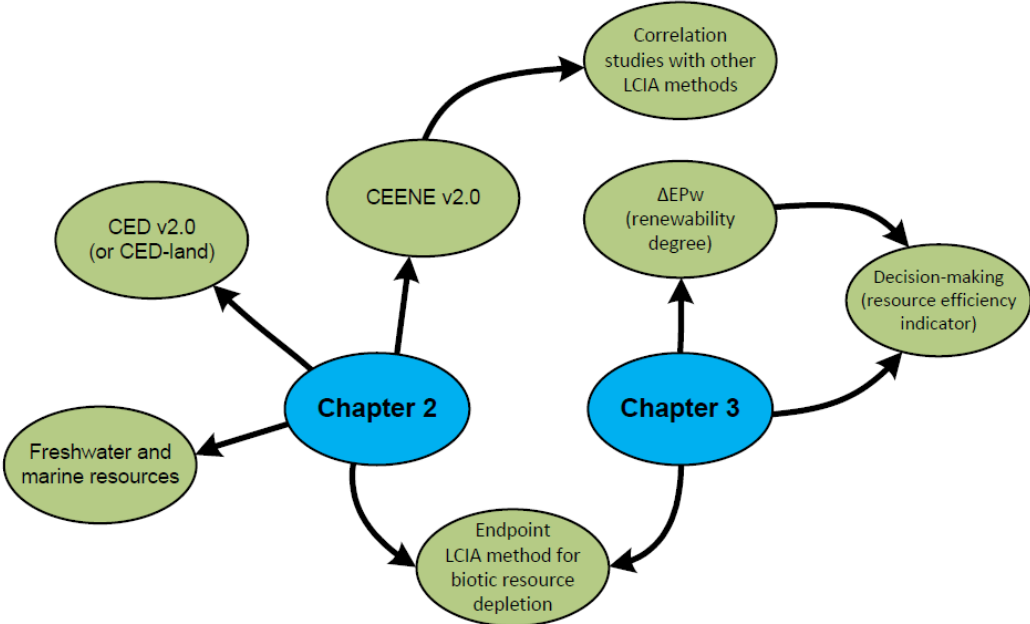 Correlation
studies with other
LCIA methods
CEENE v2.0
ΔEPw
(renewability
degree)
CED v2.0
(or CED-land)
Decision-making
(resource efficiency
indicator)
Chapter 2
Chapter 3
Freshwater and
marine resources
Endpoint
LCIA method for
biotic resource
depletion